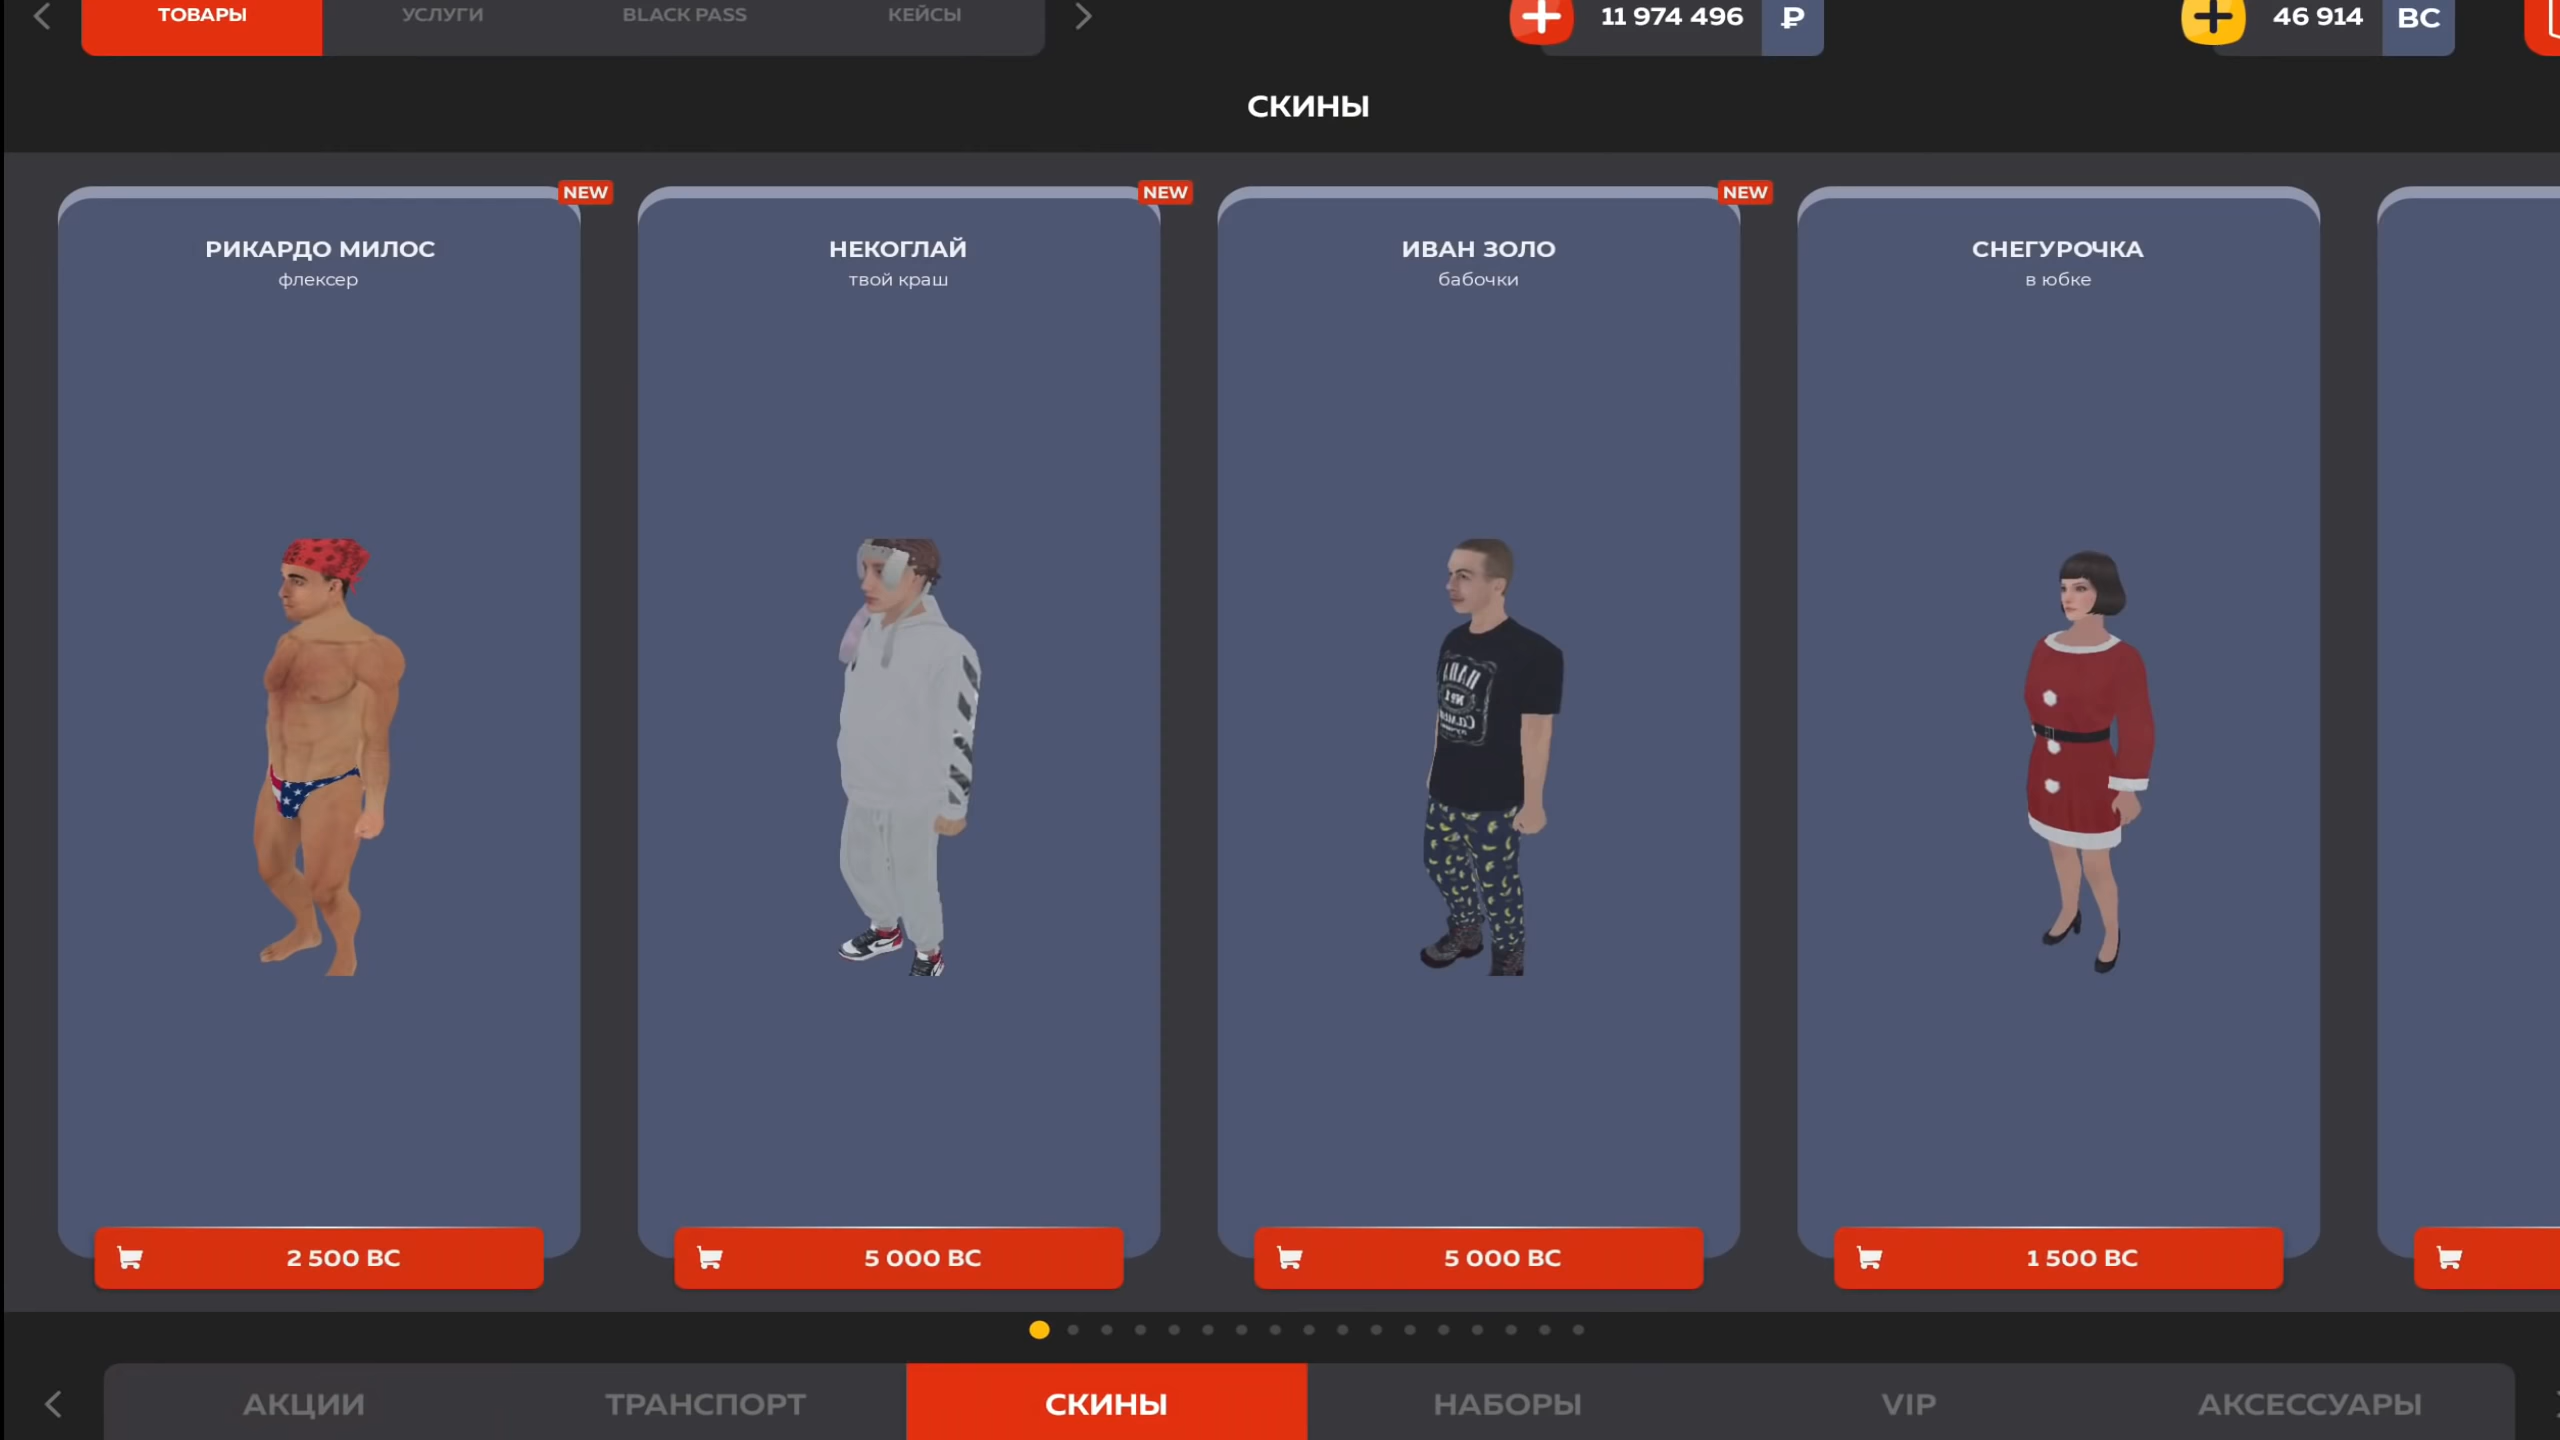 ТОВАРЫ
УСЛУГИ
BLACK PASS
КЕЙСЫ
11 974 496 ₽
46 914 BC
СКИНЫ
NEW
NEW
NEW
РИКАРДО МИЛОС
флексер
НЕКОГЛАЙ
твой краш
ИВАН ЗОЛО
бабочки
СНЕГУРОЧКА
в юбке
2 500 BC
5 000 BC
5 000 BC
1 500 BC
АКЦИИ
ТРАНСПОРТ
СКИНЫ
НАБОРЫ
VIP
АКСЕССУАРЫ